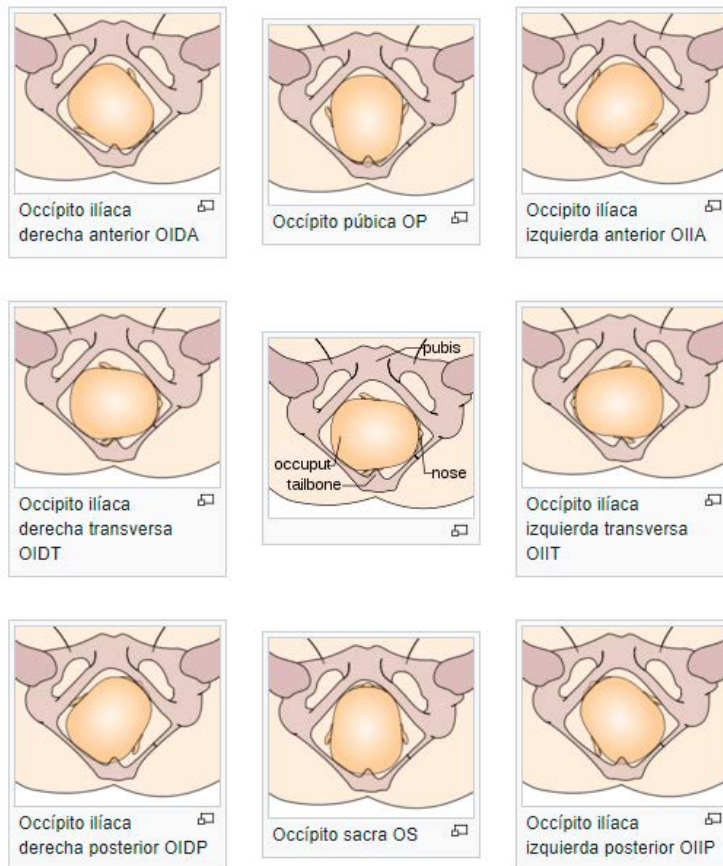 Occípito ilíaca
derecha anterior OIDA
Occípito púbica OP
Occipito ilíaca
izquierda anterior OIIA
Occipito ilíaca
derecha transversa
OIDT
pubis
occuput
tailbone
nose
Occípito ilíaca
izquierda transversa
OIIT
Occípito ilíaca
derecha posterior OIDP
Occípito sacra OS
Occípito ilíaca
izquierda posterior OIIP